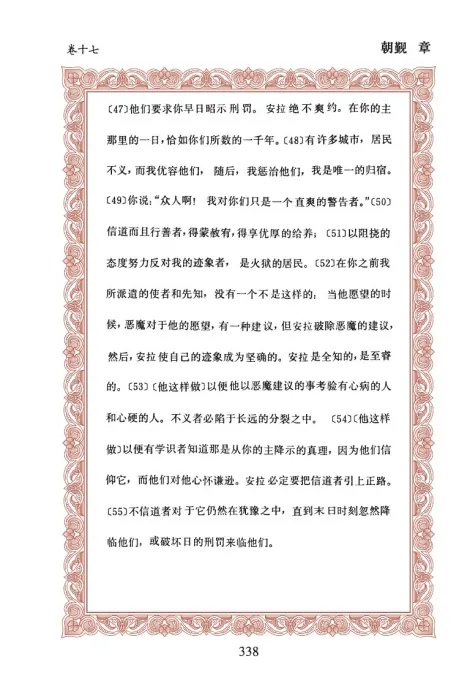 卷十七
朝觐 章
〔47〕他们要求你早日昭示刑罚。安拉绝不爽约。在你的主
那里的一日，恰如你们所数的一千年。〔48〕有许多城市，居民
不义，而我优容他们，随后，我惩治他们，我是唯一的归宿。
〔49〕你说：“众人啊！我对你们只是一个直爽的警告者。”〔50〕
信道而且行善者，得蒙赦宥，得享优厚的给养；〔51〕以阻挠的
态度努力反对我的迹象者，是火狱的居民。〔52〕在你之前我
所派遣的使者和先知，没有一个不是这样的；当他愿望的时
候，恶魔对于他的愿望，有一种建议，但安拉破除恶魔的建议，
然后，安拉使自己的迹象成为坚确的。安拉是全知的，是至睿
的。〔53〕〔他这样做〕以便他以恶魔建议的事考验有心病的人
和心硬的人。不义者必陷于长远的分裂之中。〔54〕〔他这样
做〕以便有学识者知道那是从你的主降示的真理，因为他们信
仰它，而他们对他心怀谦逊。安拉必定要把信道者引上正路。
〔55〕不信道者对于它仍然在犹豫之中，直到末日时刻忽然降
临他们，或破坏日的刑罚来临他们。
338